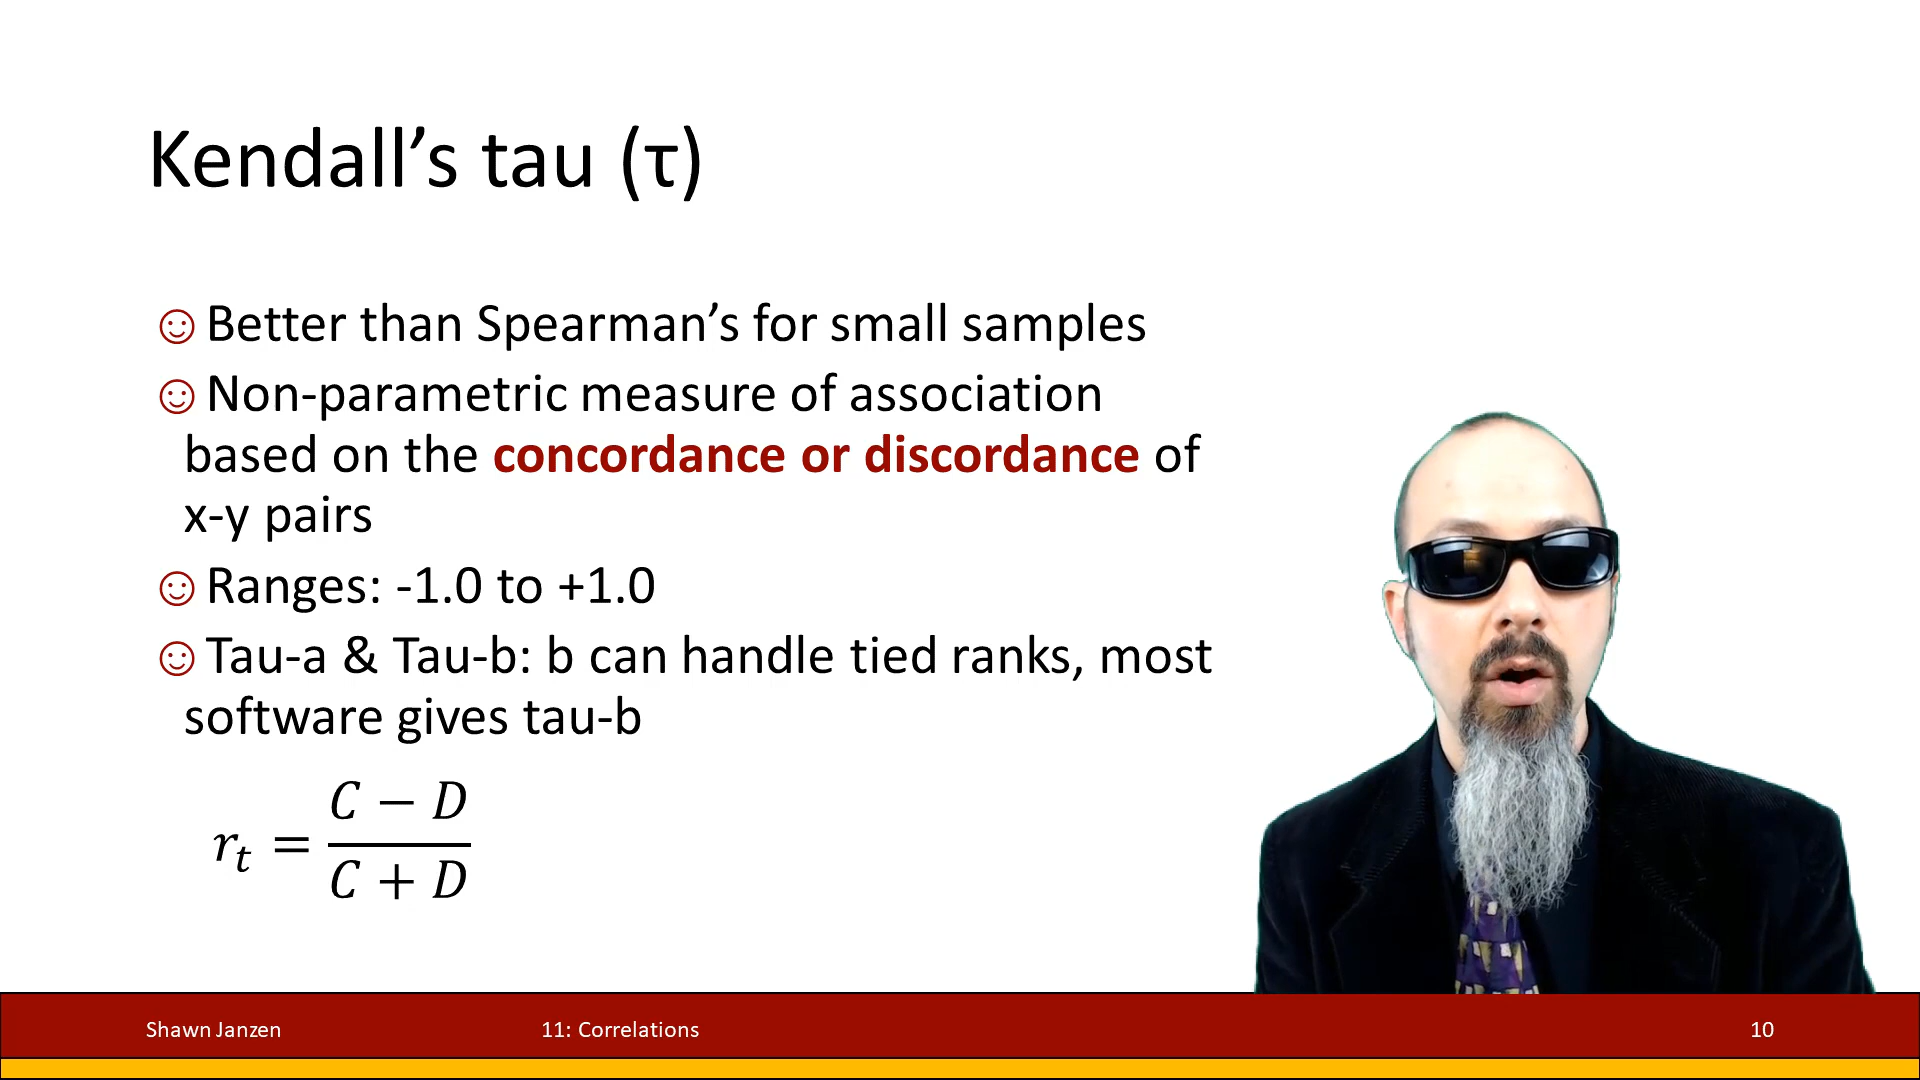 Kendall’s tau (τ)
☺Better than Spearman’s for small samples
☺Non-parametric measure of association
based on the concordance or discordance of
x-y pairs
☺Ranges: -1.0 to +1.0
☺Tau-a & Tau-b: b can handle tied ranks, most
software gives tau-b
r_t = (C − D) / (C + D)
Shawn Janzen 11: Correlations 10